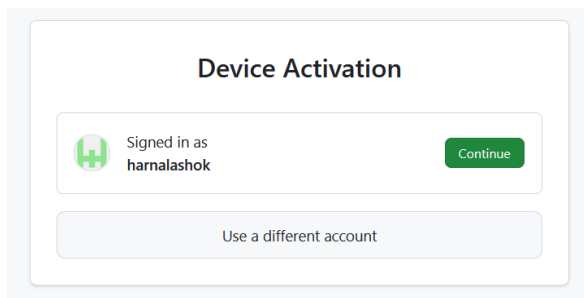 Device Activation
Signed in as
harnalashok
Continue
Use a different account